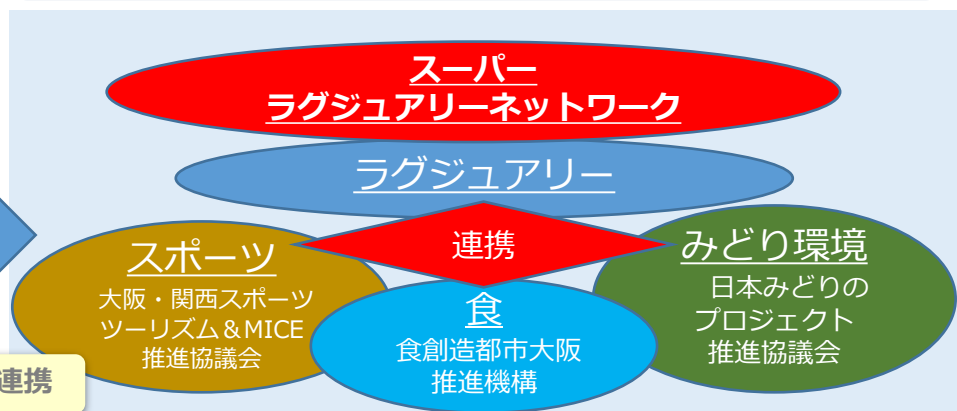 スーパー
ラグジュアリーネットワーク
ラグジュアリー
連携
スポーツ
大阪・関西スポーツ
ツーリズム＆MICE
推進協議会
食
食創造都市大阪
推進機構
みどり環境
日本みどりの
プロジェクト
推進協議会
連携